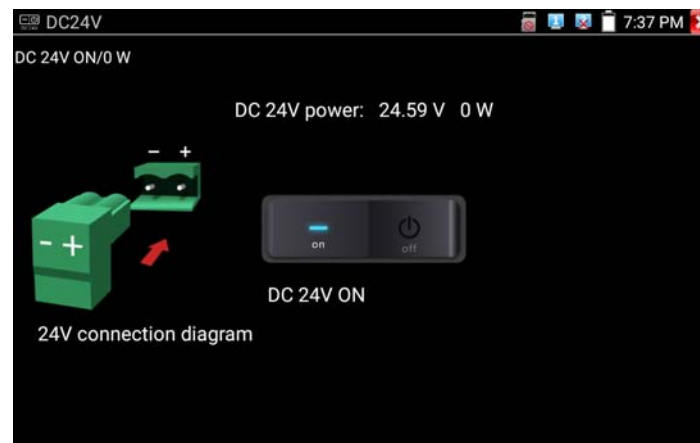 DC24V
7:37 PM
DC 24V ON/0 W
DC 24V power: 24.59 V 0 W
- +
- +
on
off
DC 24V ON
24V connection diagram